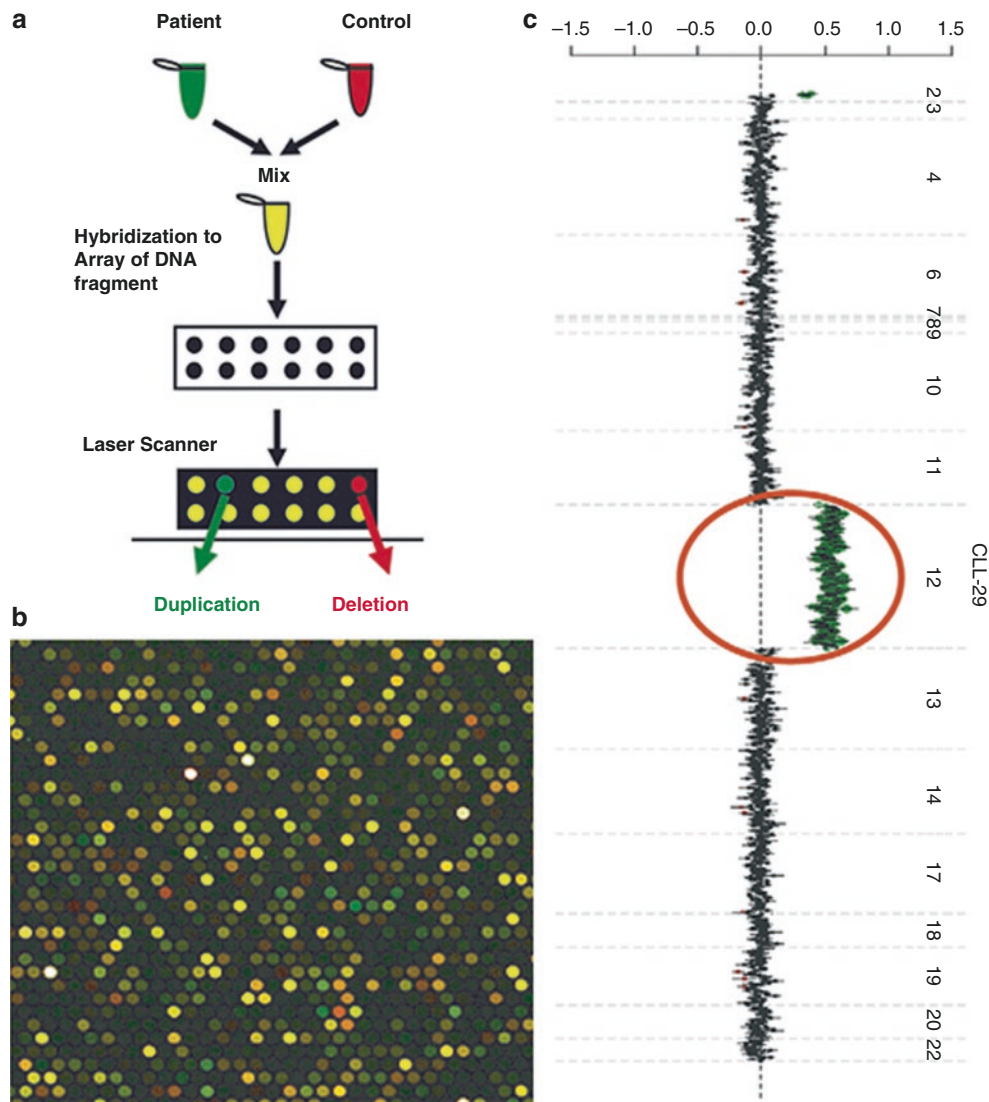 a
Patient
Control
Mix
Hybridization to
Array of DNA
fragment
Laser Scanner
Duplication
Deletion
b
c
−1.5 −1.0 −0.5 0.0 0.5 1.0 1.5
2 3
4
6
7 8 9
10
11
12
13
14
17
18
19
20 22
CLL-29